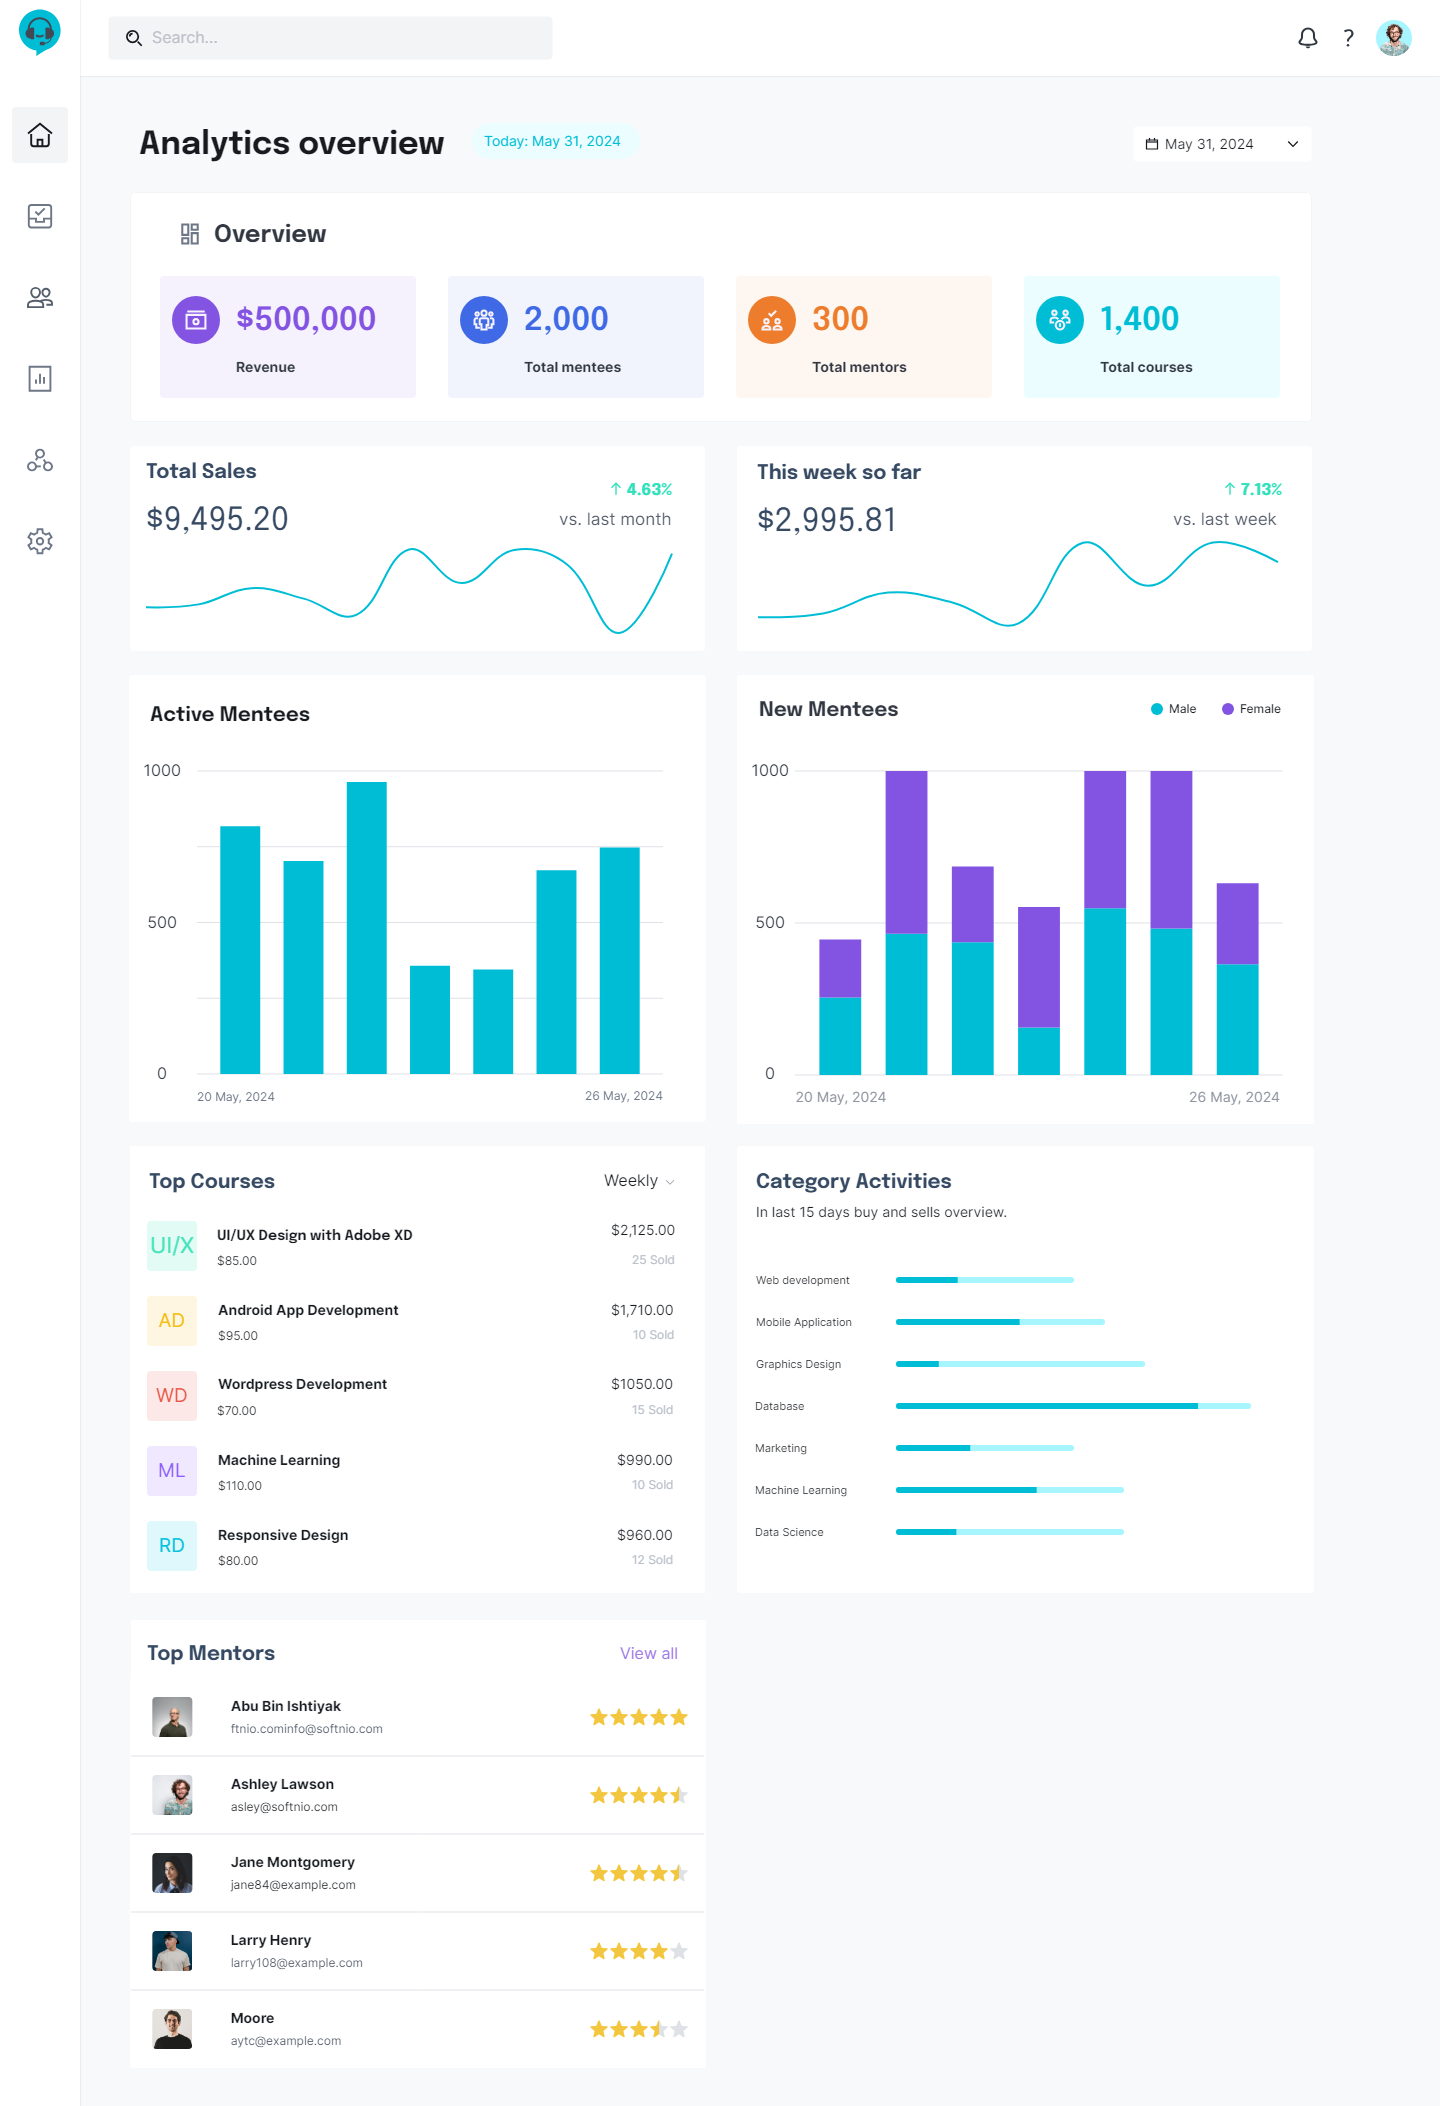 Search...
?
Analytics overview
Today: May 31, 2024
May 31, 2024
Overview
$500,000
Revenue
2,000
Total mentees
300
Total mentors
1,400
Total courses
Total Sales
$9,495.20
↑ 4.63%
vs. last month
This week so far
$2,995.81
↑ 7.13%
vs. last week
Active Mentees
1000
500
0
20 May, 2024
26 May, 2024
New Mentees
Male
Female
1000
500
0
20 May, 2024
26 May, 2024
Top Courses
Weekly
UI/X
UI/UX Design with Adobe XD
$85.00
$2,125.00
25 Sold
AD
Android App Development
$95.00
$1,710.00
10 Sold
WD
Wordpress Development
$70.00
$1050.00
15 Sold
ML
Machine Learning
$110.00
$990.00
10 Sold
RD
Responsive Design
$80.00
$960.00
12 Sold
Category Activities
In last 15 days buy and sells overview.
Web development
Mobile Application
Graphics Design
Database
Marketing
Machine Learning
Data Science
Top Mentors
View all
Abu Bin Ishtiyak
ftnio.cominfo@softnio.com
Ashley Lawson
asley@softnio.com
Jane Montgomery
jane84@example.com
Larry Henry
larry108@example.com
Moore
aytc@example.com